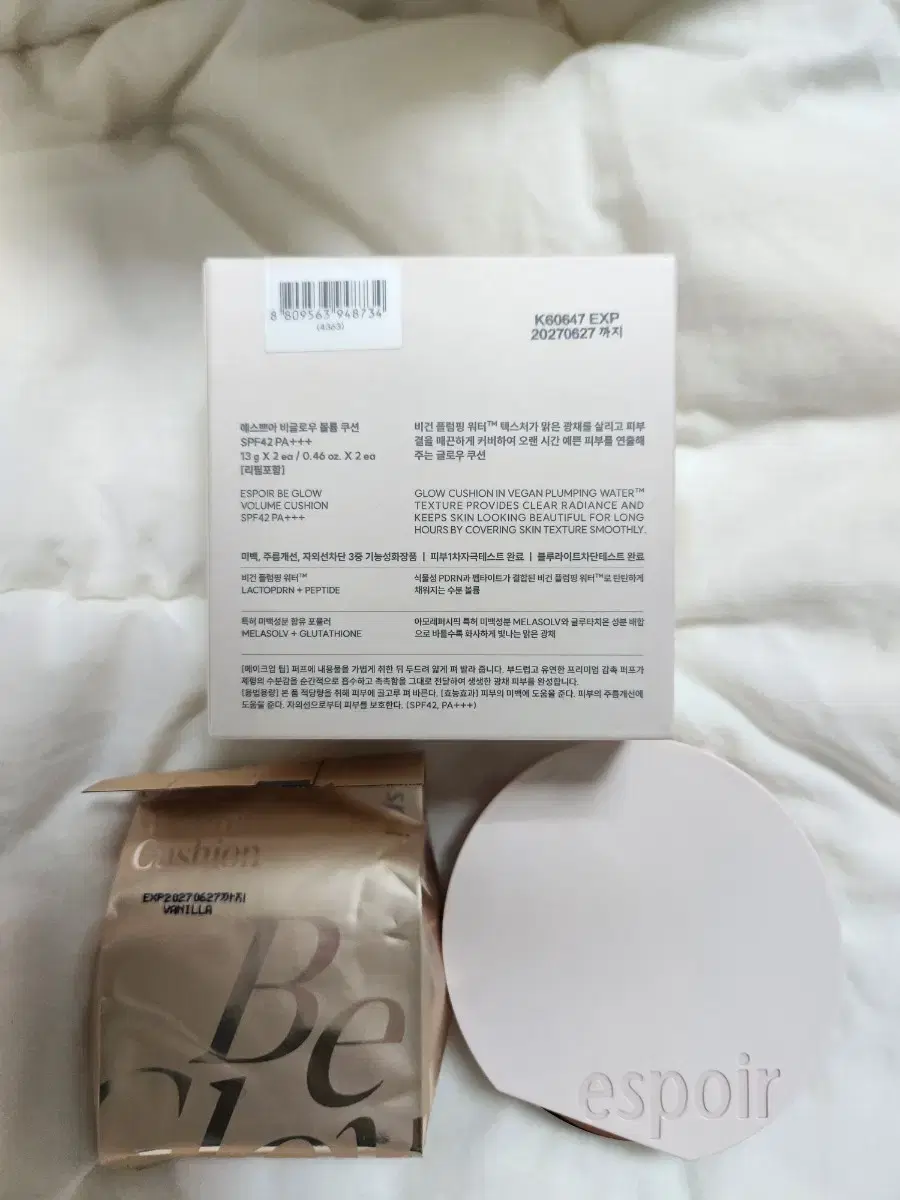 8 809563 948734
(4363)
K60647 EXP
20270627 까지
에스쁘아 비글로우 볼륨 쿠션
SPF42 PA+++
13 g X 2 ea / 0.46 oz. X 2 ea
[리필포함]
비건 플럼핑 워터™ 텍스처가 맑은 광채를 살리고 피부
결을 매끈하게 커버하여 오랜 시간 예쁜 피부를 연출해
주는 글로우 쿠션
ESPOIR BE GLOW
VOLUME CUSHION
SPF42 PA+++
GLOW CUSHION IN VEGAN PLUMPING WATER™
TEXTURE PROVIDES CLEAR RADIANCE AND
KEEPS SKIN LOOKING BEAUTIFUL FOR LONG
HOURS BY COVERING SKIN TEXTURE SMOOTHLY.
미백, 주름개선, 자외선차단 3중 기능성화장품 | 피부1차자극테스트 완료 | 블루라이트차단테스트 완료
비건 플럼핑 워터™
LACTOPDRN + PEPTIDE
식물성 PDRN과 펩타이드가 결합된 비건 플럼핑 워터™로 탄탄하게
채워지는 수분 볼륨
특허 미백성분 함유 포뮬러
MELASOLV + GLUTATHIONE
아모레퍼시픽 특허 미백성분 MELASOLV와 글루타치온 성분 배합
으로 바를수록 화사하게 빛나는 맑은 광채
[메이크업 팁] 퍼프에 내용물을 가볍게 취한 뒤 두드려 얇게 펴 발라 줍니다. 부드럽고 유연한 프리미엄 감촉 퍼프가
제형의 수분감을 순간적으로 흡수하고 촉촉함을 그대로 전달하여 생생한 광채 피부를 완성합니다.
[용법용량] 본 품 적당량을 취해 피부에 골고루 펴 바른다. [효능효과] 피부의 미백에 도움을 준다. 피부의 주름개선에
도움을 준다. 자외선으로부터 피부를 보호한다. (SPF42, PA+++)
Cushion
EXP20270627까지
VANILLA
Be
Glow
espoir